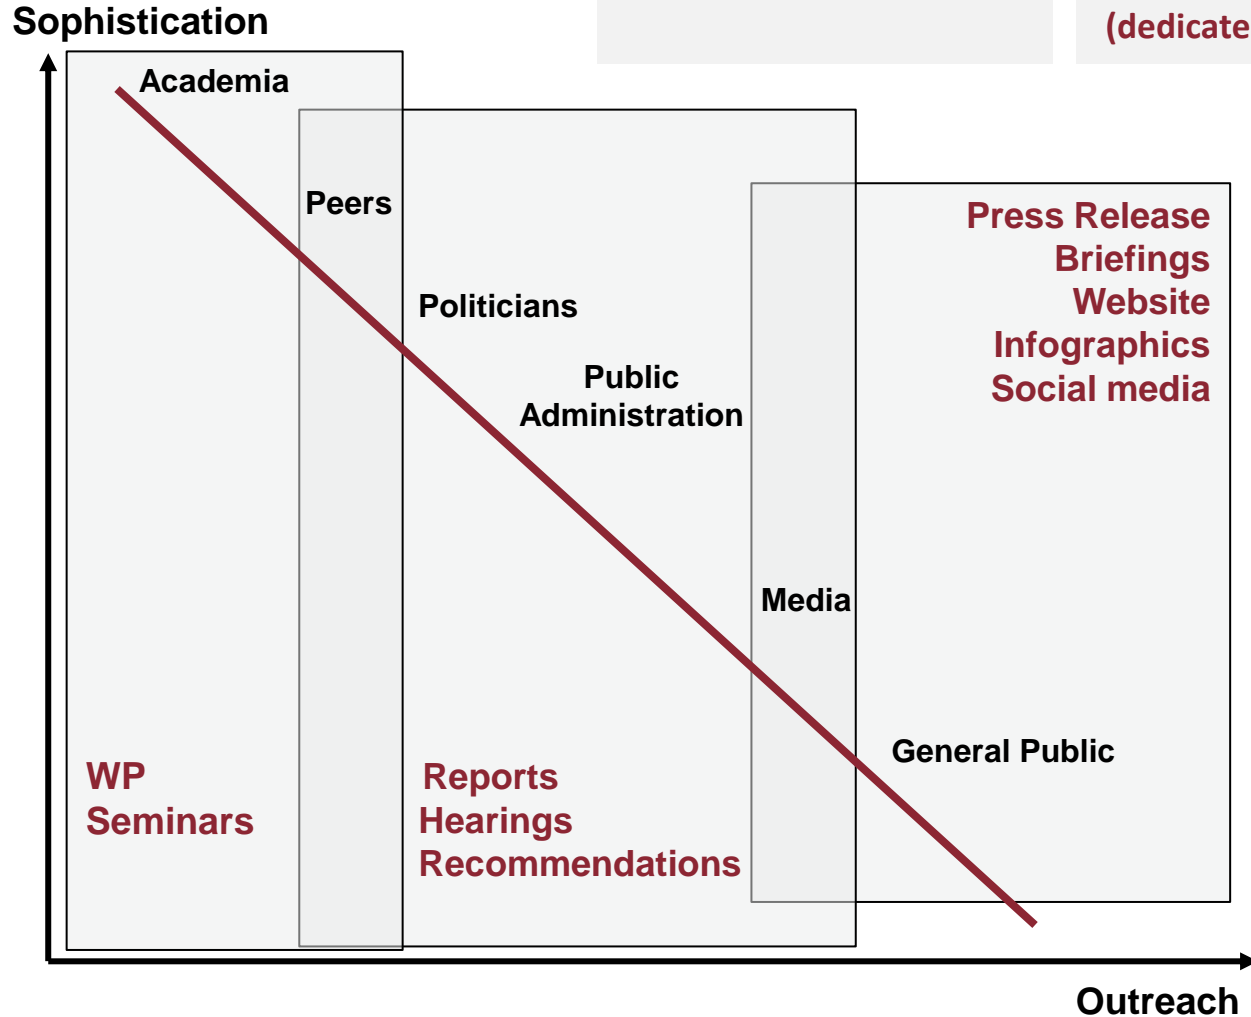 Sophistication
(dedicate
Academia
Peers
Politicians
Public
Administration
Media
General Public
Press Release
Briefings
Website
Infographics
Social media
WP
Seminars
Reports
Hearings
Recommendations
Outreach